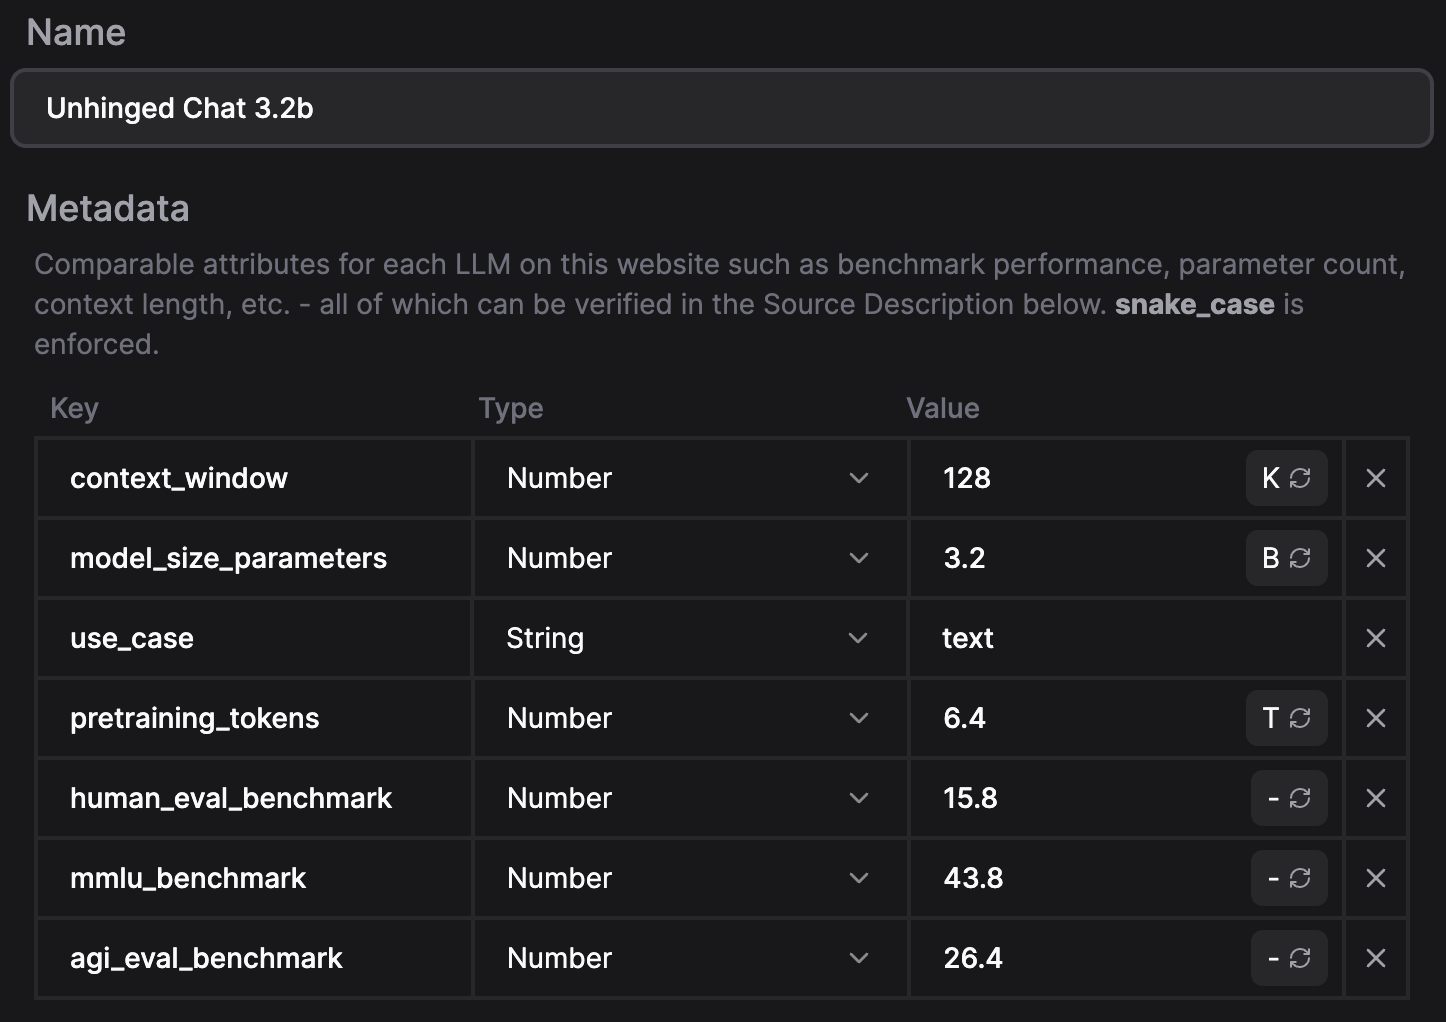 Name
Unhinged Chat 3.2b
Metadata
Comparable attributes for each LLM on this website such as benchmark performance, parameter count,
context length, etc. - all of which can be verified in the Source Description below. snake_case is
enforced.
Key Type Value
context_window Number 128 K
model_size_parameters Number 3.2 B
use_case String text
pretraining_tokens Number 6.4 T
human_eval_benchmark Number 15.8 -
mmlu_benchmark Number 43.8 -
agi_eval_benchmark Number 26.4 -